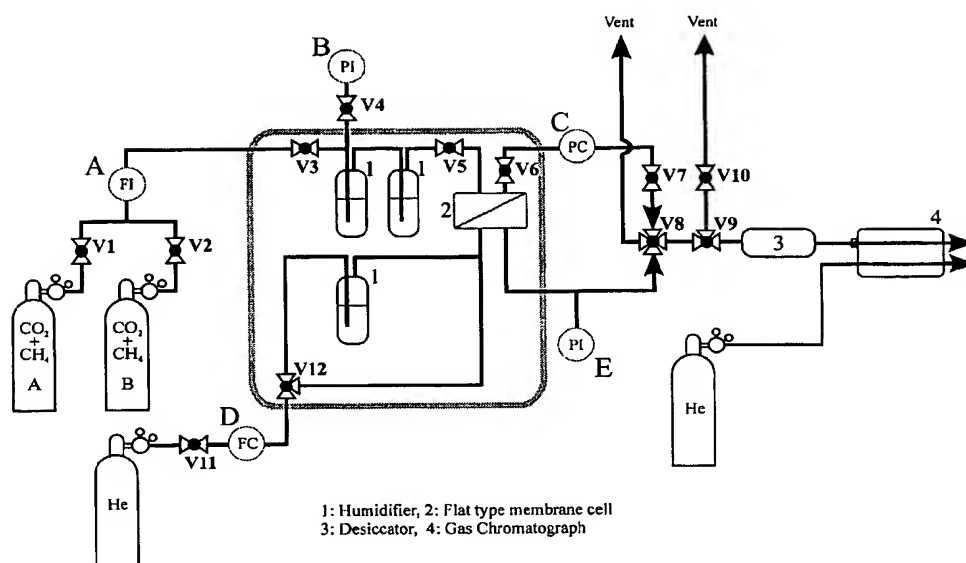 Vent
Vent
B
PI
V4
C
PC
A
FI
V3
1
1
V5
V6
V7
V10
2
V8
V9
3
4
V1
V2
CO2
+
CH4
A
CO2
+
CH4
B
1
PI
E
V12
D
FC
V11
He
He
1: Humidifier, 2: Flat type membrane cell
3: Desiccator, 4: Gas Chromatograph